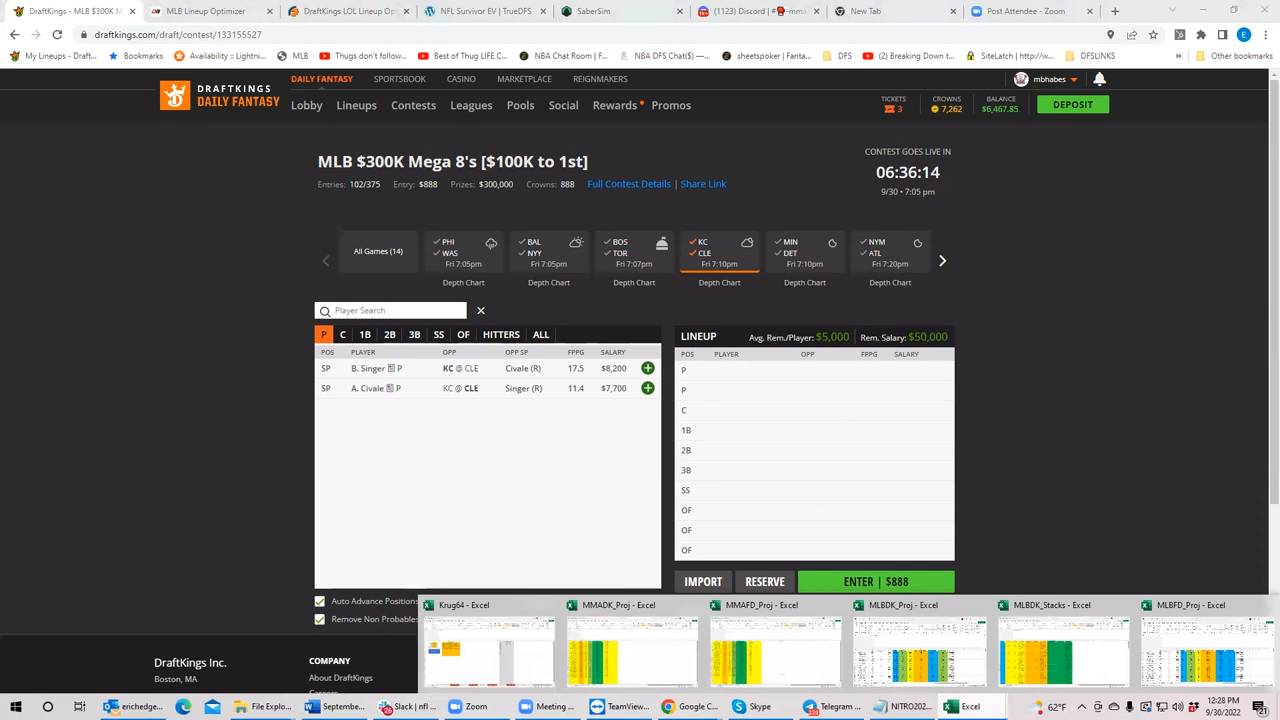 DraftKings - MLB $300K M
MLB Lineup Optimizer
DraftKings LOL Lineup Op
NFL Survivor EV | TrueDFS
SaberSim
(1123) Discord |
New Tab
Post Attendee - Zoom
draftkings.com/draft/contest/133155527
My Lineups - Draft
Bookmarks
Availability :: Lightni...
MLB
Thugs don't follow...
Best of Thug LIFE C...
NBA Chat Room | F...
NBA DFS Chat($) —...
sheetspoker | Fanta...
DFS
(2) Breaking Down t...
SiteLatch | http://w...
DFSLINKS
Other bookmarks
DAILY FANTASY
SPORTSBOOK
CASINO
MARKETPLACE
REIGNMAKERS
mbhabes
DRAFTKINGS
DAILY FANTASY
Lobby
Lineups
Contests
Leagues
Pools
Social
Rewards
Promos
TICKETS
3
CROWNS
7,262
BALANCE
$6,467.85
DEPOSIT
MLB $300K Mega 8's [$100K to 1st]
Entries: 102/375 Entry: $888 Prizes: $300,000 Crowns: 888 Full Contest Details | Share Link
CONTEST GOES LIVE IN
06:36:14
9/30 • 7:05 pm
All Games (14)
PHI
WAS
Fri 7:05pm
Depth Chart
BAL
NYY
Fri 7:05pm
Depth Chart
BOS
TOR
Fri 7:07pm
Depth Chart
KC
CLE
Fri 7:10pm
Depth Chart
MIN
DET
Fri 7:10pm
Depth Chart
NYM
ATL
Fri 7:20pm
Depth Chart
Player Search
P C 1B 2B 3B SS OF HITTERS ALL
POS PLAYER OPP OPP SP FPPG SALARY
SP B. Singer P KC @ CLE Civale (R) 17.5 $8,200
SP A. Civale P KC @ CLE Singer (R) 11.4 $7,700
LINEUP Avg. Rem./Player: $5,000 Rem. Salary: $50,000
POS PLAYER OPP FPPG SALARY
P
P
C
1B
2B
3B
SS
OF
OF
OF
IMPORT
RESERVE
ENTER | $888
Auto Advance Positions
Remove Non Probables
DraftKings Inc.
Boston, MA
COMPANY
About DraftKings
Careers
Krug64 - Excel
MMADK_Proj - Excel
MMAFD_Proj - Excel
MLBDK_Proj - Excel
MLBDK_Stacks - Excel
MLBFD_Proj - Excel
erichedge...
File Explo...
Septembe...
Slack | nfl ...
Zoom
Meeting ...
TeamView...
Google C...
Skype
Telegram ...
NITRO202...
Excel
62°F
12:28 PM
9/30/2022